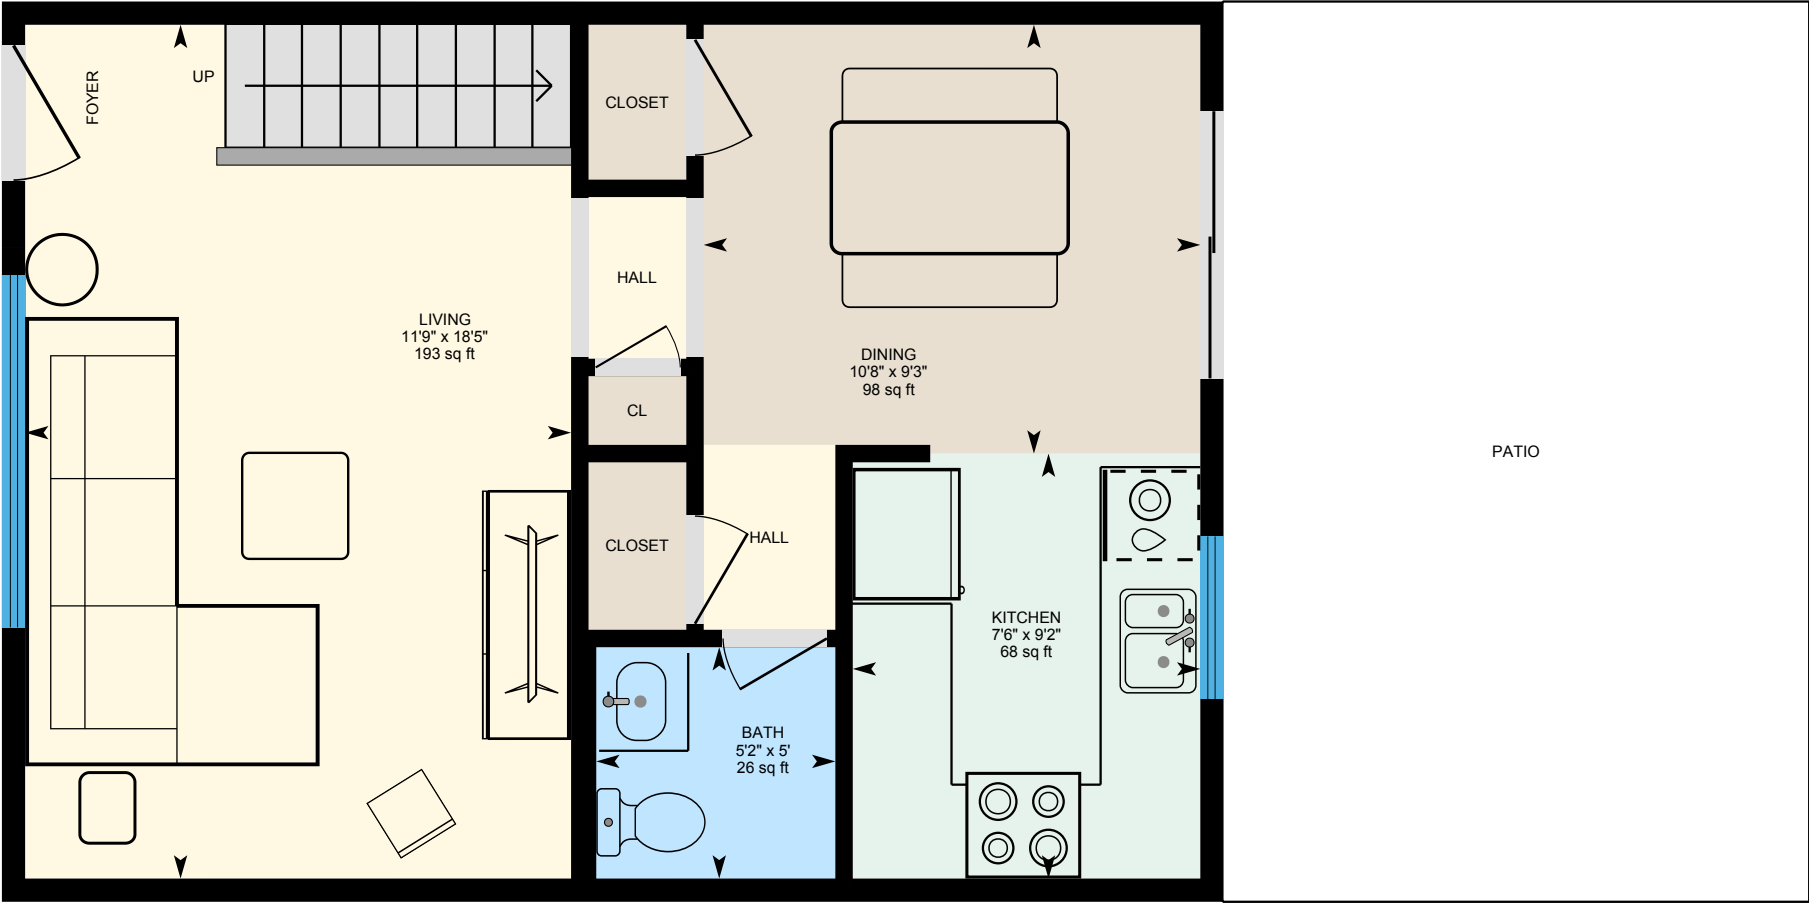 FOYER
UP
CLOSET
HALL
LIVING
11'9" x 18'5"
193 sq ft
DINING
10'8" x 9'3"
98 sq ft
CL
PATIO
CLOSET
HALL
KITCHEN
7'6" x 9'2"
68 sq ft
BATH
5'2" x 5'
26 sq ft